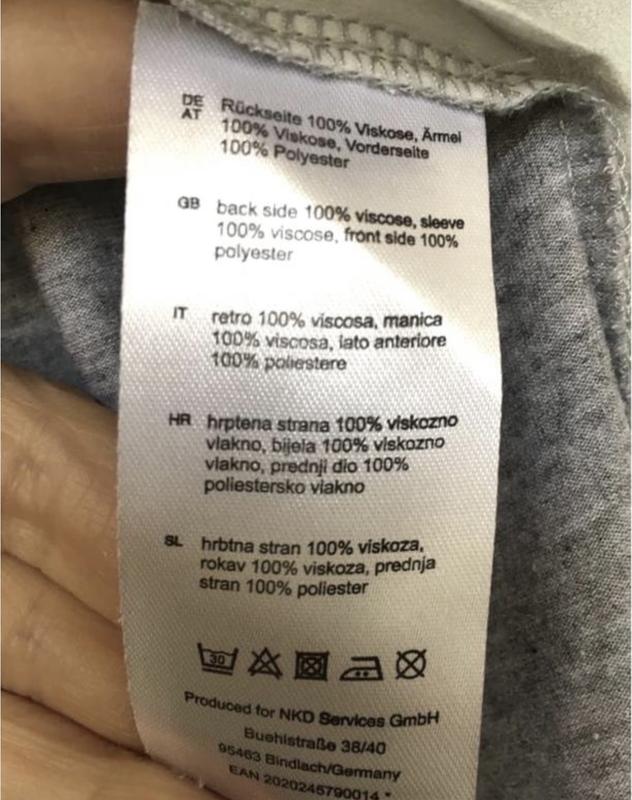 DE AT Rückseite 100% Viskose, Ärmel
100% Viskose, Vorderseite
100% Polyester
GB back side 100% viscose, sleeve
100% viscose, front side 100%
polyester
IT retro 100% viscosa, manica
100% viscosa, lato anteriore
100% poliestere
HR hrptena strana 100% viskozno
vlakno, bijela 100% viskozno
vlakno, prednji dio 100%
poliestersko vlakno
SL hrbtna stran 100% viskoza,
rokav 100% viskoza, prednja
stran 100% poliester
30
Produced for NKD Services GmbH
Buehlstraße 38/40
95463 Bindlach/Germany
EAN 2020245790014 *